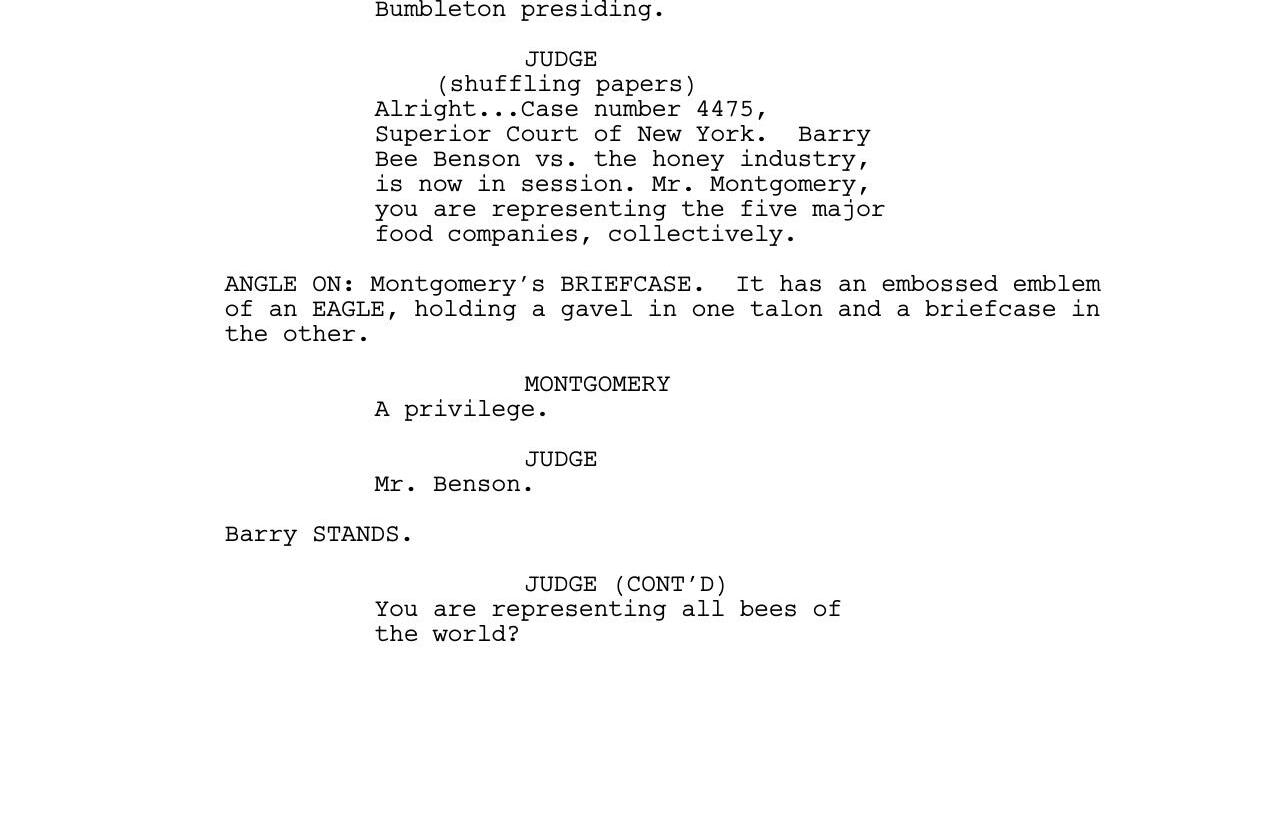 Bumbleton presiding.
JUDGE
(shuffling papers)
Alright...Case number 4475,
Superior Court of New York.  Barry
Bee Benson vs. the honey industry,
is now in session. Mr. Montgomery,
you are representing the five major
food companies, collectively.
ANGLE ON: Montgomery’s BRIEFCASE.  It has an embossed emblem
of an EAGLE, holding a gavel in one talon and a briefcase in
the other.
MONTGOMERY
A privilege.
JUDGE
Mr. Benson.
Barry STANDS.
JUDGE (CONT’D)
You are representing all bees of
the world?